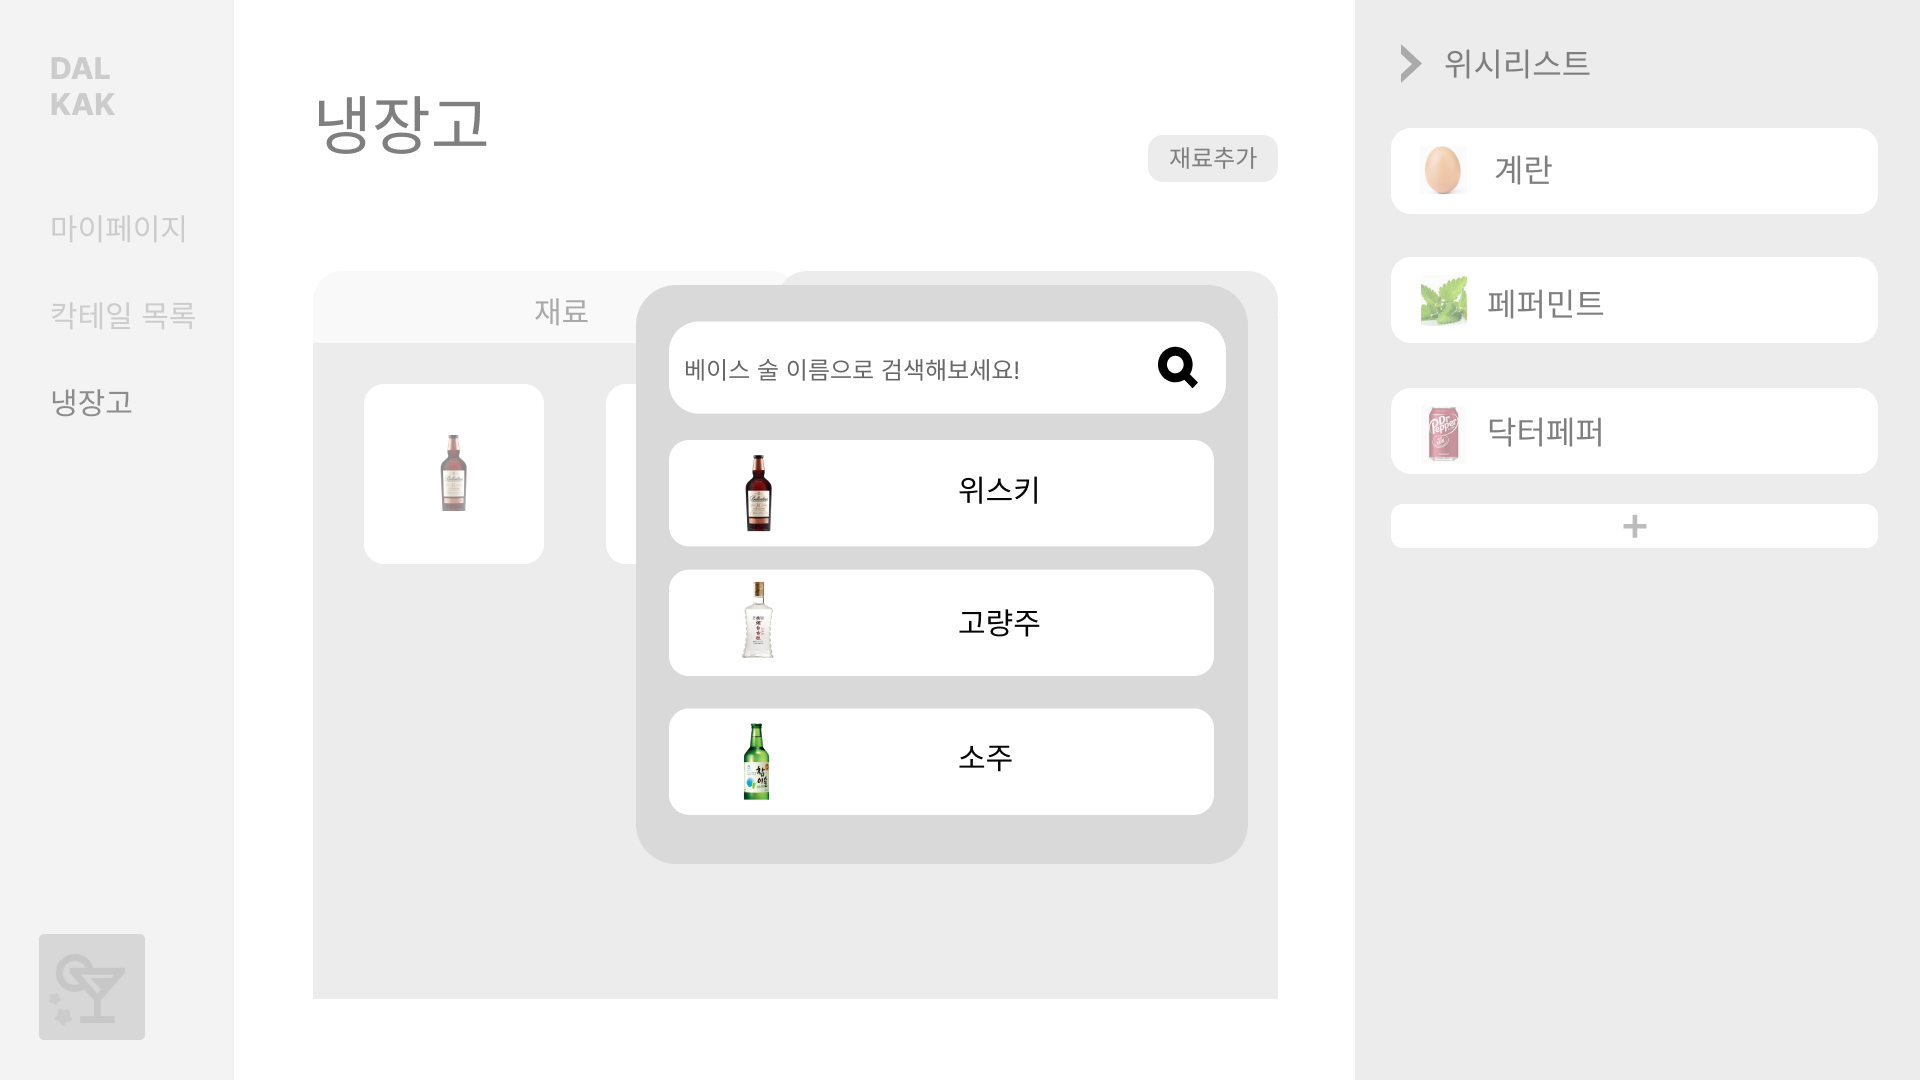 DAL
KAK
마이페이지
칵테일 목록
냉장고
냉장고
재료추가
재료
베이스 술 이름으로 검색해보세요!
위스키
고량주
소주
위시리스트
계란
페퍼민트
Dr
Pepper
닥터페퍼
+